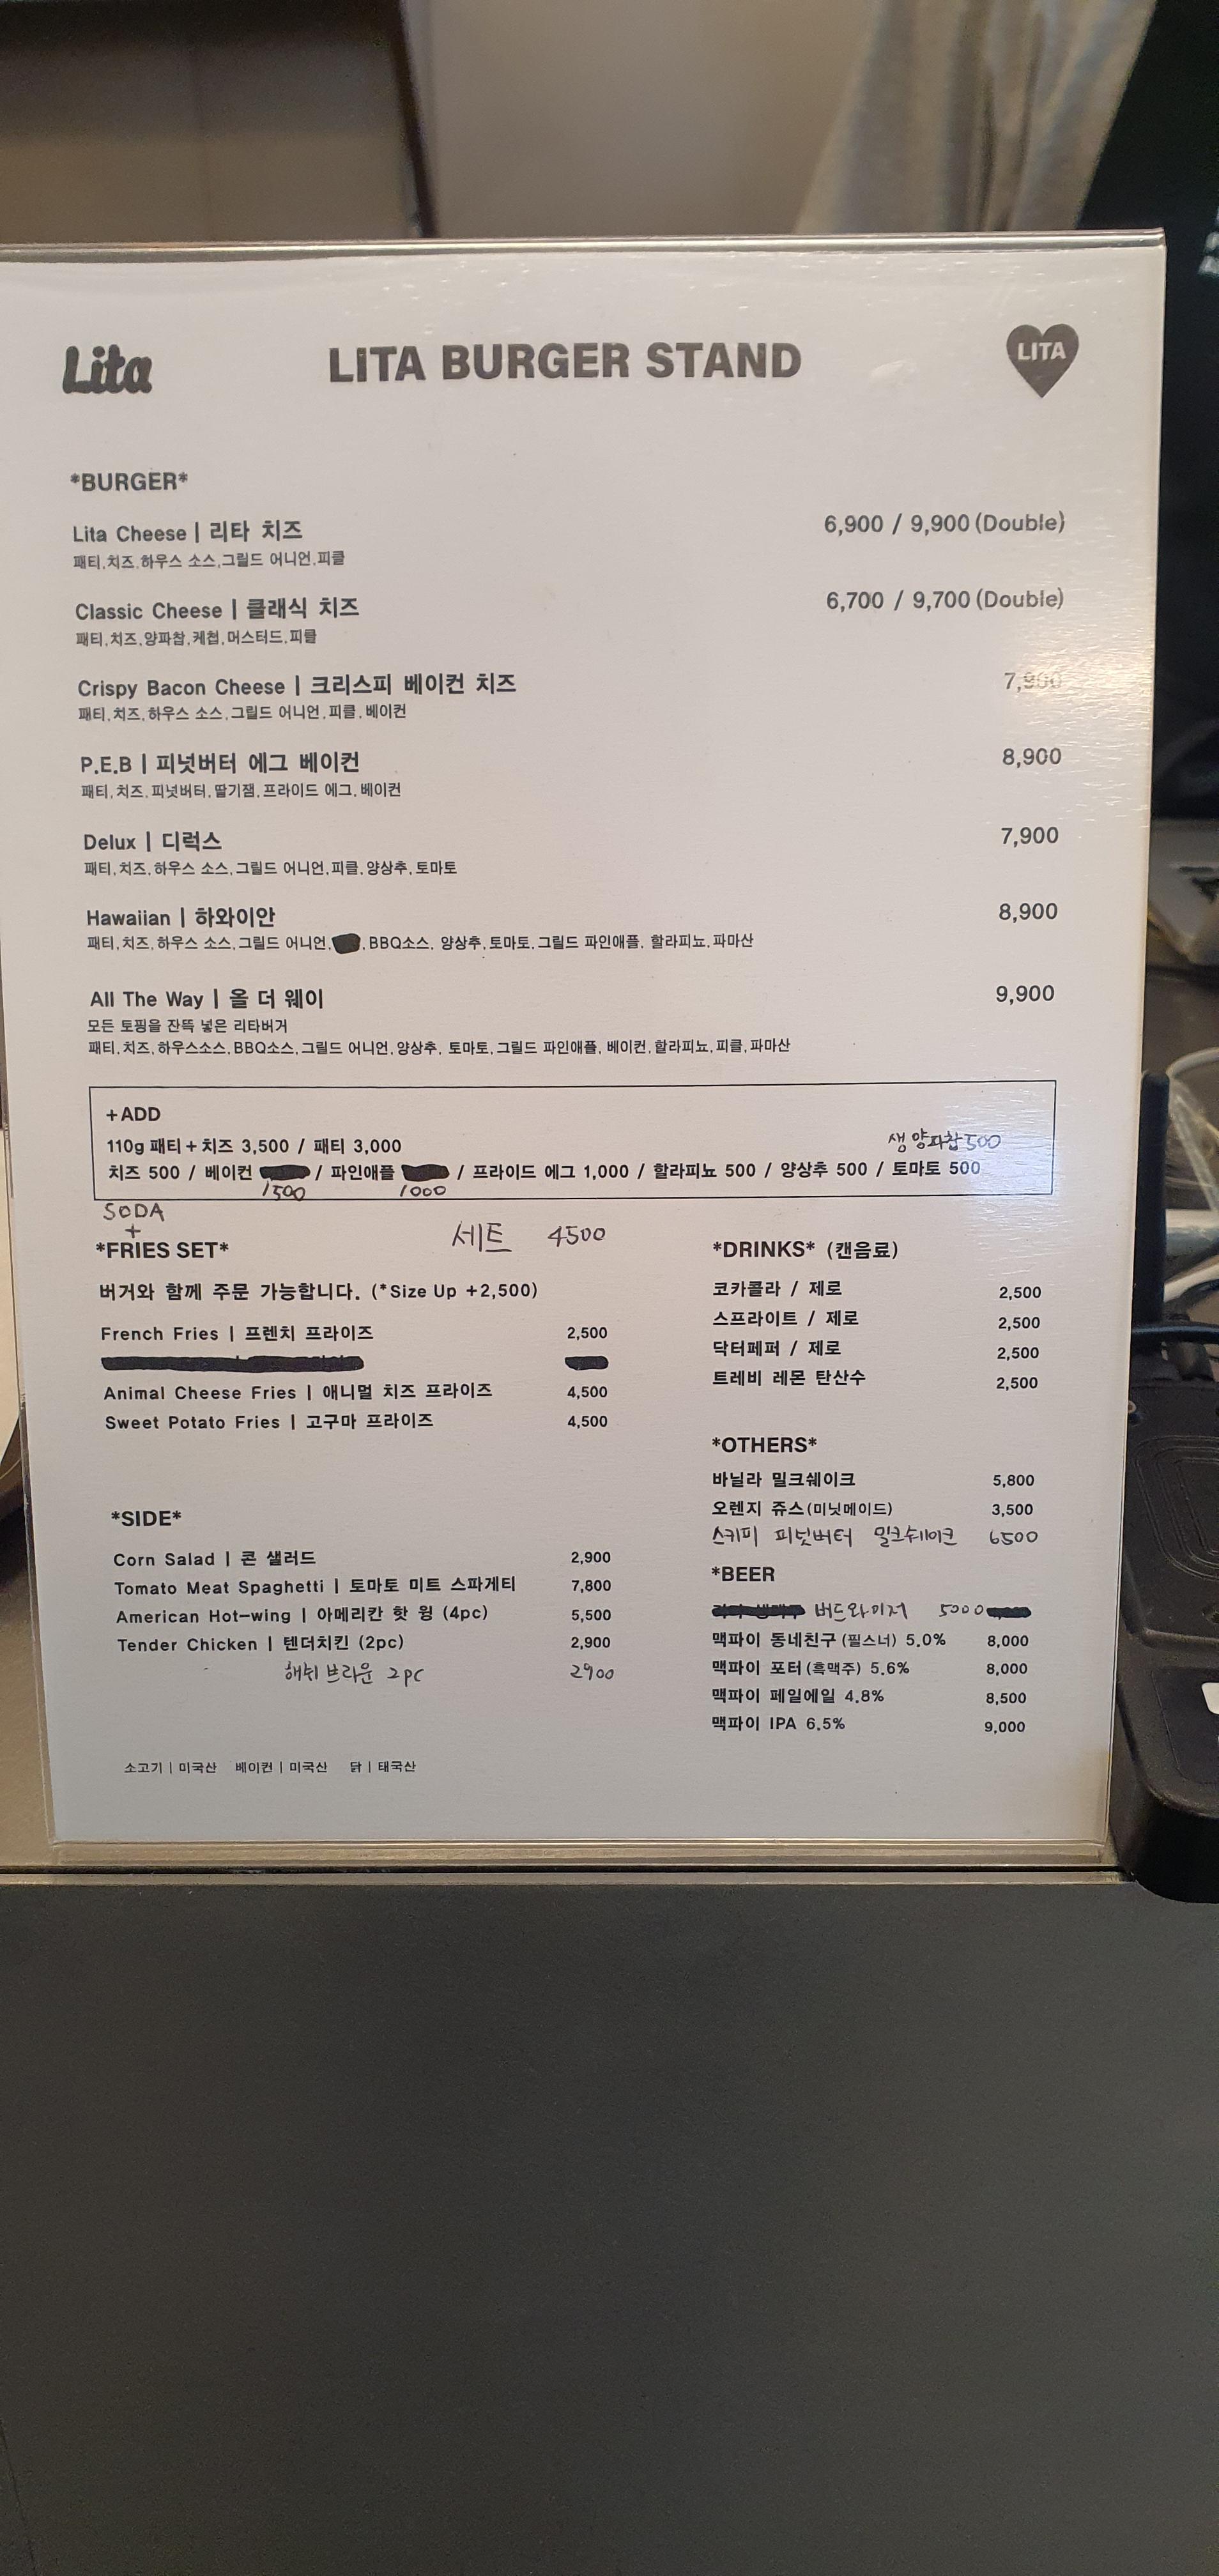 Lita
LITA BURGER STAND
LITA
*BURGER*
Lita Cheese | 리타 치즈 6,900 / 9,900 (Double)
패티,치즈,하우스 소스,그릴드 어니언,피클
Classic Cheese | 클래식 치즈 6,700 / 9,700 (Double)
패티,치즈,양파찹,케첩,머스터드,피클
Crispy Bacon Cheese | 크리스피 베이컨 치즈 7,900
패티,치즈,하우스 소스,그릴드 어니언,피클,베이컨
P.E.B | 피넛버터 에그 베이컨 8,900
패티,치즈,피넛버터,딸기잼,프라이드 에그,베이컨
Delux | 디럭스 7,900
패티,치즈,하우스 소스,그릴드 어니언,피클,양상추,토마토
Hawaiian | 하와이안 8,900
패티,치즈,하우스 소스,그릴드 어니언, ,BBQ소스, 양상추,토마토,그릴드 파인애플, 할라피뇨,파마산
All The Way | 올 더 웨이 9,900
모든 토핑을 잔뜩 넣은 리타버거
패티,치즈,하우스소스,BBQ소스,그릴드 어니언,양상추, 토마토,그릴드 파인애플, 베이컨,할라피뇨,피클,파마산
+ADD
110g 패티+치즈 3,500 / 패티 3,000
생양파찹 500
치즈 500 / 베이컨 / 파인애플 / 프라이드 에그 1,000 / 할라피뇨 500 / 양상추 500 / 토마토 500
1500 1000
SODA
+
세트 4500
*FRIES SET*
버거와 함께 주문 가능합니다. (*Size Up +2,500)
French Fries | 프렌치 프라이즈 2,500
Animal Cheese Fries | 애니멀 치즈 프라이즈 4,500
Sweet Potato Fries | 고구마 프라이즈 4,500
*SIDE*
Corn Salad | 콘 샐러드 2,900
Tomato Meat Spaghetti | 토마토 미트 스파게티 7,800
American Hot-wing | 아메리칸 핫 윙 (4pc) 5,500
Tender Chicken | 텐더치킨 (2pc) 2,900
해쉬브라운 2pc 2900
*DRINKS* (캔음료)
코카콜라 / 제로 2,500
스프라이트 / 제로 2,500
닥터페퍼 / 제로 2,500
트레비 레몬 탄산수 2,500
*OTHERS*
바닐라 밀크쉐이크 5,800
오렌지 쥬스(미닛메이드) 3,500
스키피 피넛버터 밀크쉐이크 6500
*BEER
버드와이저 5000
맥파이 동네친구(필스너) 5.0% 8,000
맥파이 포터(흑맥주) 5.6% 8,000
맥파이 페일에일 4.8% 8,500
맥파이 IPA 6.5% 9,000
소고기 | 미국산 베이컨 | 미국산 닭 | 태국산